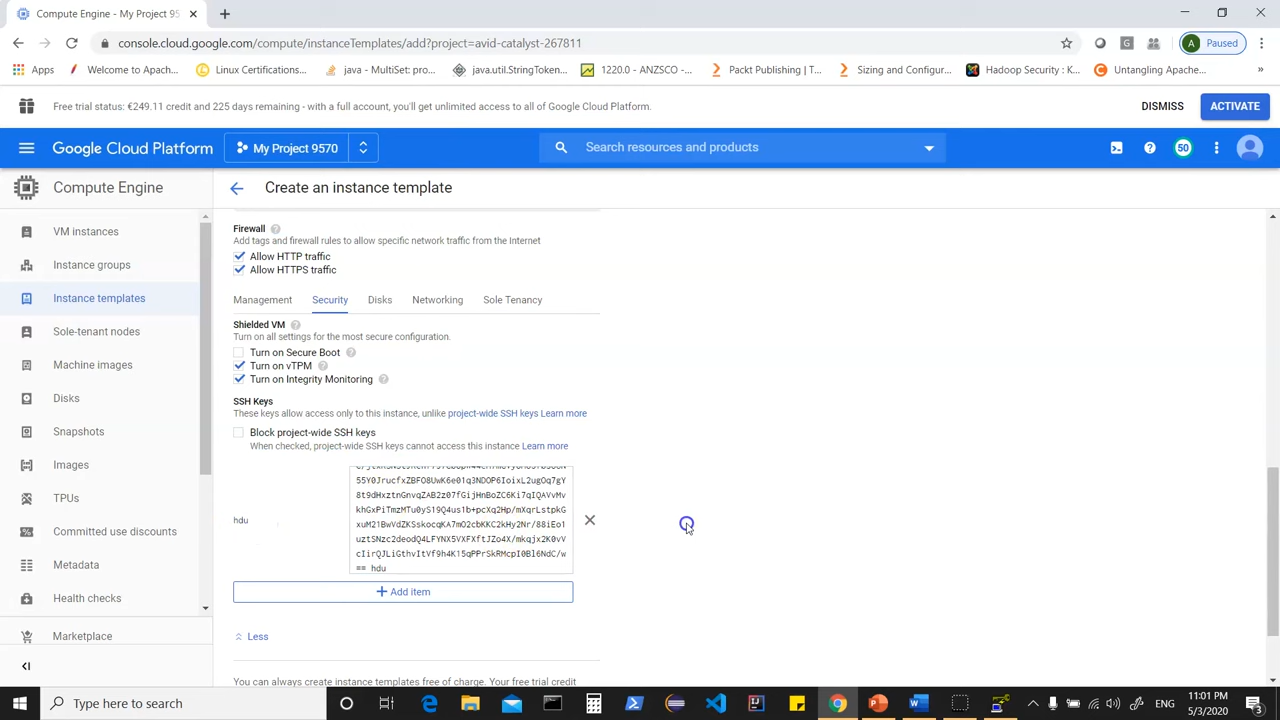 Compute Engine - My Project 95
console.cloud.google.com/compute/instanceTemplates/add?project=avid-catalyst-267811
A Paused
Apps
Welcome to Apach...
Linux Certifications...
java - MultiSet: pro...
java.util.StringToken...
1220.0 - ANZSCO -...
Packt Publishing | T...
Sizing and Configur...
Hadoop Security : K...
Untangling Apache...
Free trial status: €249.11 credit and 225 days remaining - with a full account, you'll get unlimited access to all of Google Cloud Platform.
DISMISS
ACTIVATE
Google Cloud Platform
My Project 9570
Search resources and products
50
Compute Engine
Create an instance template
VM instances
Instance groups
Instance templates
Sole-tenant nodes
Machine images
Disks
Snapshots
Images
TPUs
Committed use discounts
Metadata
Health checks
Marketplace
Firewall
Add tags and firewall rules to allow specific network traffic from the Internet
Allow HTTP traffic
Allow HTTPS traffic
Management Security Disks Networking Sole Tenancy
Shielded VM
Turn on all settings for the most secure configuration.
Turn on Secure Boot
Turn on vTPM
Turn on Integrity Monitoring
SSH Keys
These keys allow access only to this instance, unlike project-wide SSH keys Learn more
Block project-wide SSH keys
When checked, project-wide SSH keys cannot access this instance Learn more
hdu
55Y0JrucfxZBFO8UwK6e01q3NDOP6IoixL2ugOq7gY
8t9dHxztnGnvqZAB2z07fGijHnBoZC6Ki7qIQAVvMv
khGxPiTmzMTu0yS19Q4us1b+pcXq2Hp/mXqrLstpkG
xuM21BwVdZKSskocqKA7mO2cbKKC2kHy2Nr/88iEo1
uztSNzc2deodQ4LFYNX5VXFXftJZo4X/mkqjx2K0vV
cIirQJLiGthvItVf9h4K15qPPrSkRMcpI0Bl6NdC/w
== hdu
Add item
Less
You can always create instance templates free of charge. Your free trial credit
Type here to search
ENG
11:01 PM
5/3/2020
3